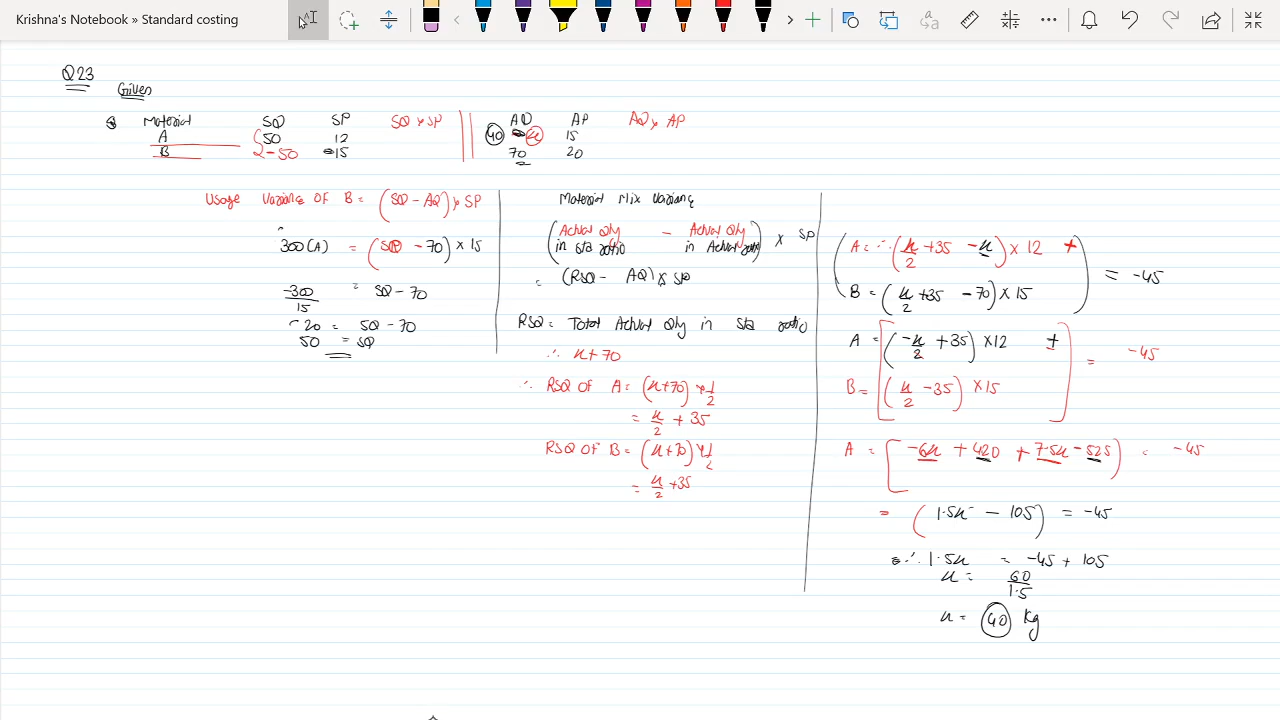 Krishna's Notebook » Standard costing
Q23
Given
Material SQ SP SQ x SP AQ AP AQ x AP
A 50 12 40 x 15
B 50 15 70 20
Usage Variance OF B = (SQ - AQ) x SP
300(A) = (SQ - 70) x 15
-300/15 = SQ - 70
-20 = SQ - 70
50 = SQ
Material Mix Variance
(Actual Qty in std ratio - Actual Qty in Actual ratio) x SP
= (RSQ - AQ) x SP
RSQ = Total Actual Qty in std ratio
∴ x+70
∴ RSQ OF A = (x+70) x 1/2
= x/2 + 35
RSQ OF B = (x+70) x 1/2
= x/2 + 35
A = ∴ (x/2 + 35 - x) x 12 +
B = (x/2 + 35 - 70) x 15 = -45
A = (-x/2 + 35) x 12 +
B = (x/2 - 35) x 15 = -45
A = [-6x + 420 + 7.5x - 525] = -45
= (1.5x - 105) = -45
∴ 1.5x = -45 + 105
x = 60/1.5
x = 40 Kg